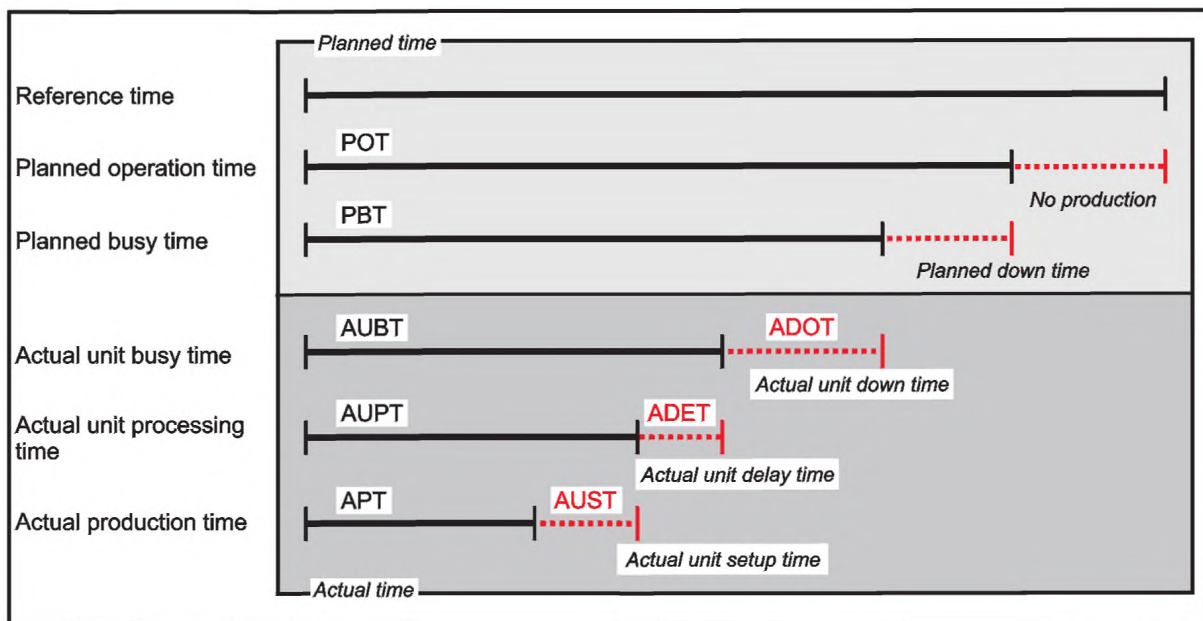 Planned time
Reference time
POT
Planned operation time
No production
PBT
Planned busy time
Planned down time
AUBT
ADOT
Actual unit busy time
Actual unit down time
AUPT
ADET
Actual unit processing
time
Actual unit delay time
APT
AUST
Actual production time
Actual unit setup time
Actual time